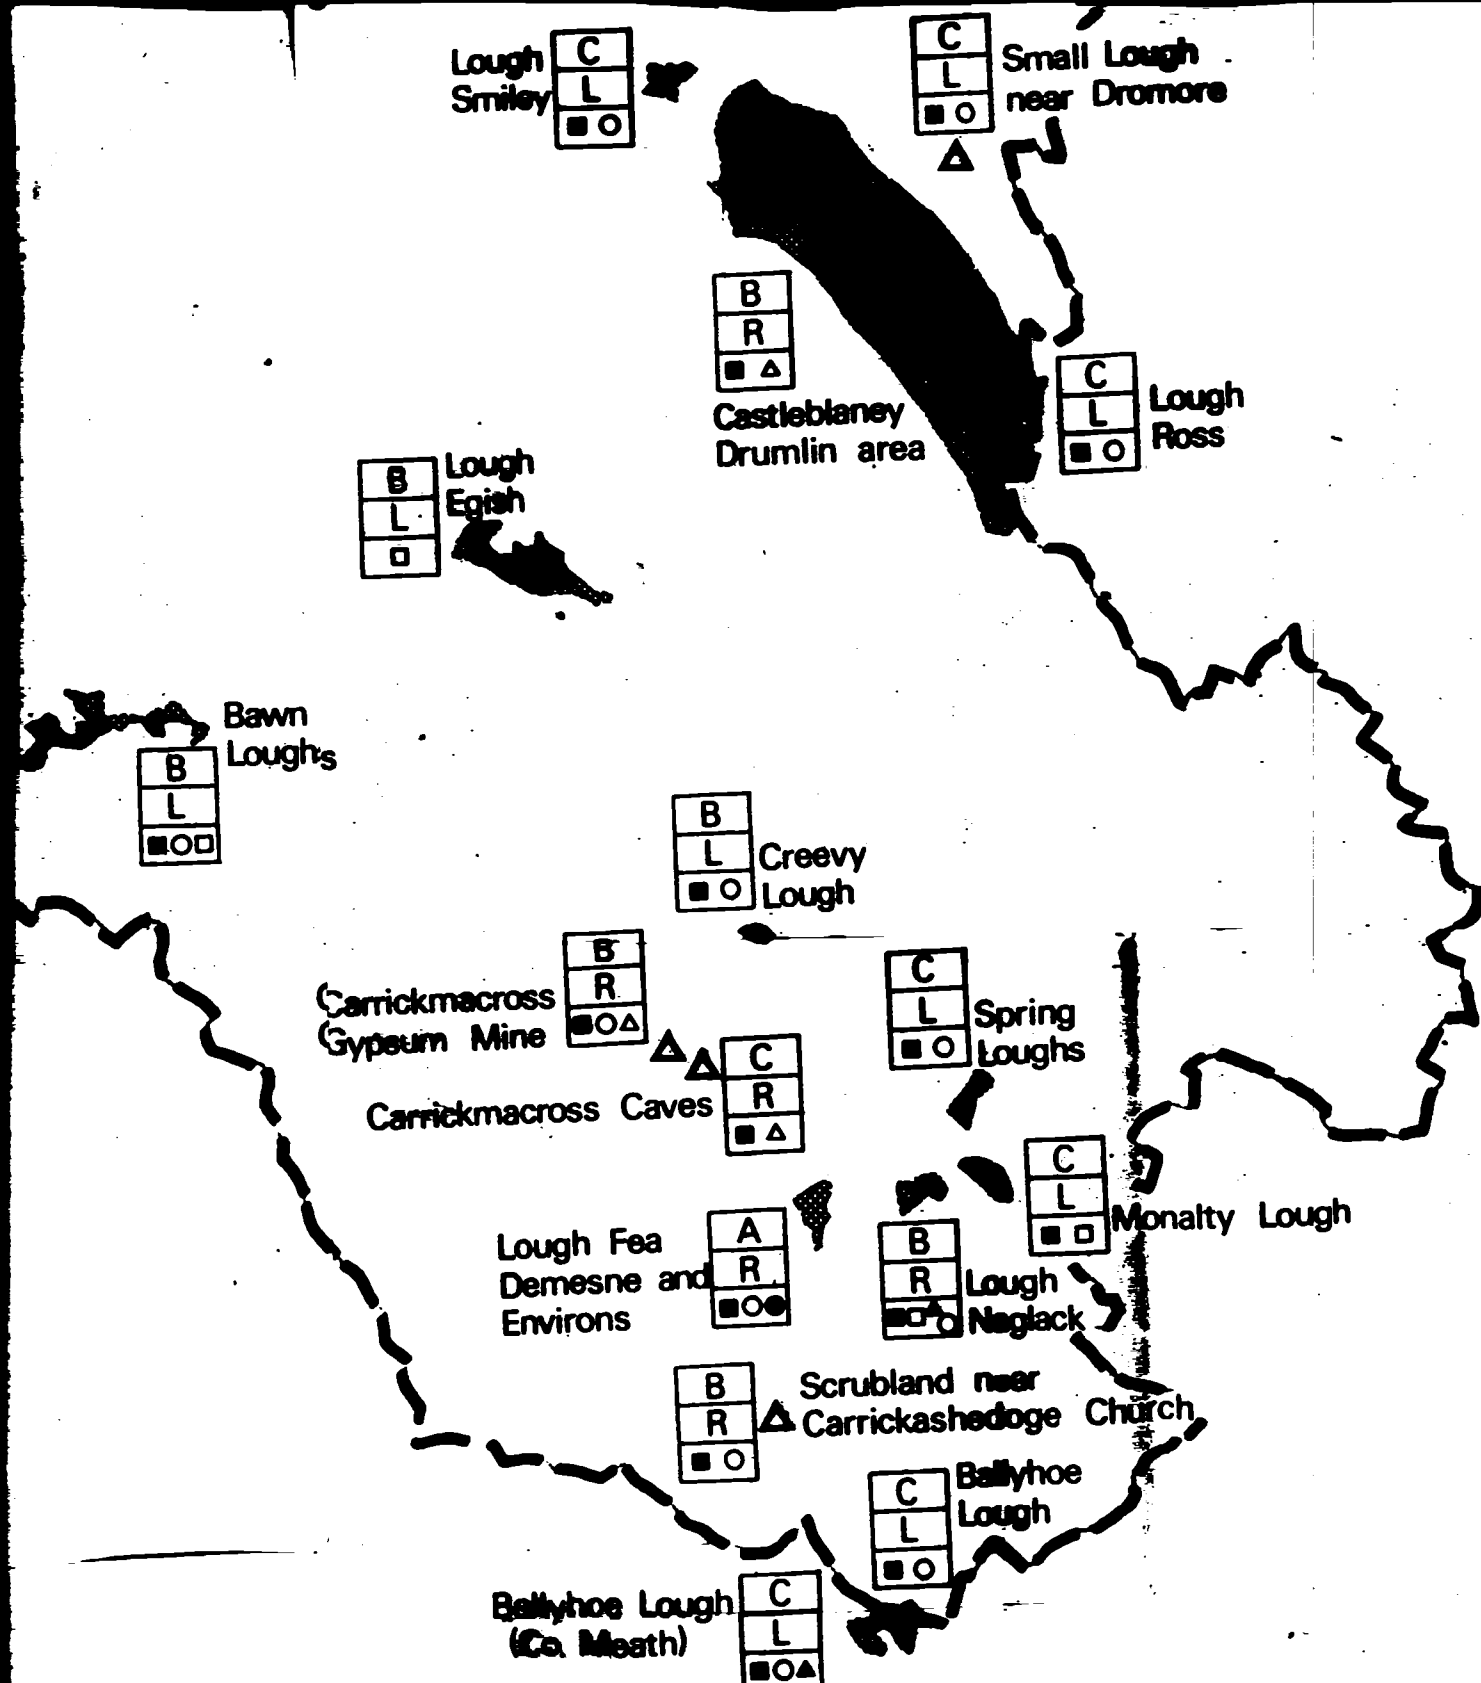 Lough
Smiley
C
L
■ ○
C
L
■ ○
Small Lough
near Dromore
B
R
■ △
Castleblaney
Drumlin area
C
L
■ ○
Lough
Ross
B
L
□
Lough
Egish
Bawn
Loughs
B
L
■○□
B
L
■ ○
Creevy
Lough
Carrickmacross
Gypsum Mine
B
R
■○△
C
L
■ ○
Spring
Loughs
Carrickmacross Caves
C
R
■ △
C
L
■ □
Monalty Lough
Lough Fea
Demesne and
Environs
A
R
■○●
B
R
■□▲○
Lough
Neglack
B
R
■ ○
Scrubland near
Carrickashedoge Church
C
L
■ ○
Ballyhoe
Lough
Ballyhoe Lough
(Co. Meath)
C
L
■○▲